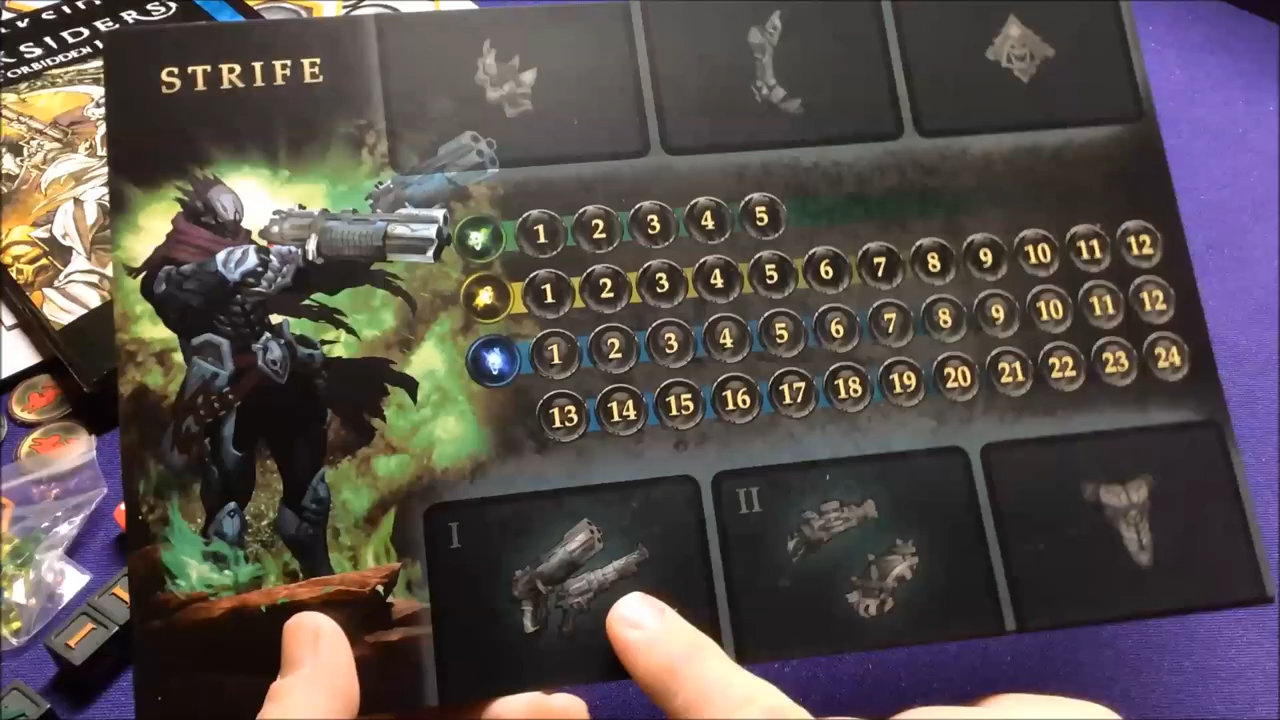 KSIDERS
FORBIDDEN
STRIFE
1 2 3 4 5
1 2 3 4 5 6 7 8 9 10 11 12
1 2 3 4 5 6 7 8 9 10 11 12
13 14 15 16 17 18 19 20 21 22 23 24
I
II
I
I